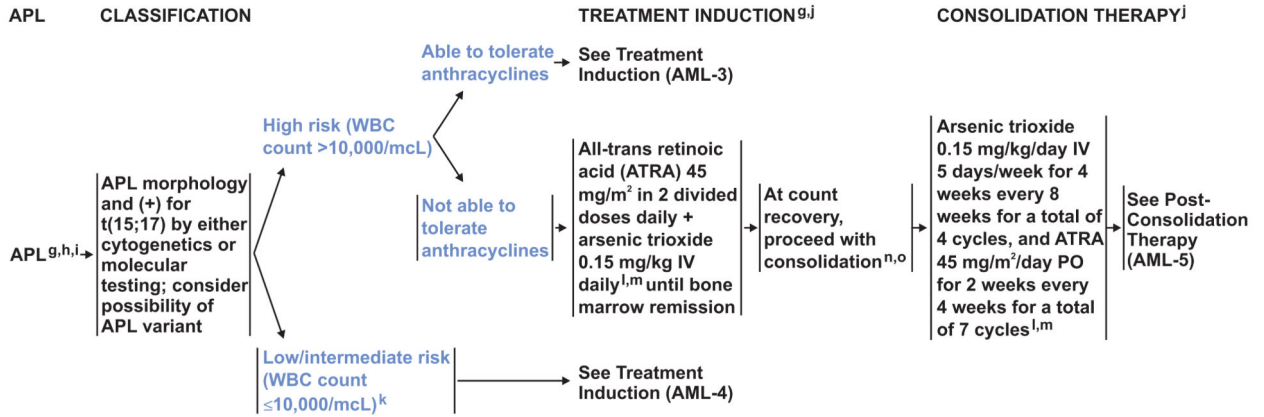 APL
CLASSIFICATION
TREATMENT INDUCTION^g,j
CONSOLIDATION THERAPY^j
APL^g,h,i
APL morphology
and (+) for
t(15;17) by either
cytogenetics or
molecular
testing; consider
possibility of
APL variant
High risk (WBC
count >10,000/mcL)
Able to tolerate
anthracyclines
See Treatment
Induction (AML-3)
Not able to
tolerate
anthracyclines
All-trans retinoic
acid (ATRA) 45
mg/m² in 2 divided
doses daily +
arsenic trioxide
0.15 mg/kg IV
daily^l,m until bone
marrow remission
At count
recovery,
proceed with
consolidation^n,o
Arsenic trioxide
0.15 mg/kg/day IV
5 days/week for 4
weeks every 8
weeks for a total of
4 cycles, and ATRA
45 mg/m²/day PO
for 2 weeks every
4 weeks for a total
of 7 cycles^l,m
See Post-
Consolidation
Therapy
(AML-5)
Low/intermediate risk
(WBC count
≤10,000/mcL)^k
See Treatment
Induction (AML-4)